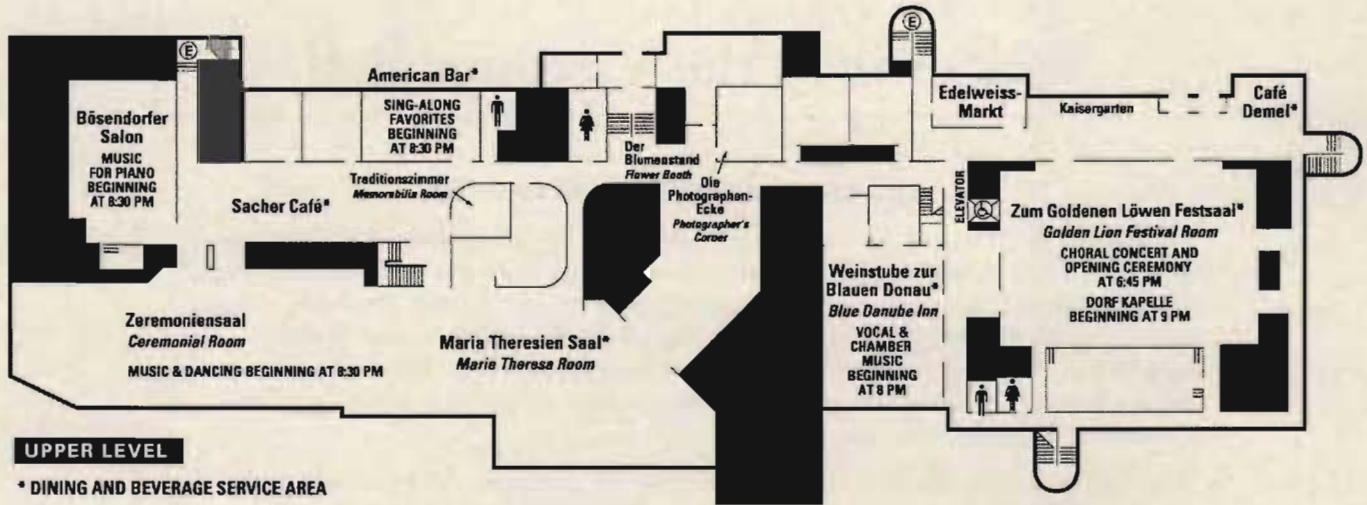 E
E
American Bar*
SING-ALONG
FAVORITES
BEGINNING
AT 8:30 PM
Bösendorfer
Salon
MUSIC
FOR PIANO
BEGINNING
AT 8:30 PM
Edelweiss-
Markt
Kaisergarten
Café
Demel*
Der
Blumenstand
Flower Booth
Die
Photographen-
Ecke
Photographer's
Corner
Traditionszimmer
Memorabilia Room
Sacher Café*
ELEVATOR
Zum Goldenen Löwen Festsaal*
Golden Lion Festival Room
CHORAL CONCERT AND
OPENING CEREMONY
AT 6:45 PM
DORF KAPELLE
BEGINNING AT 9 PM
Weinstube zur
Blauen Donau*
Blue Danube Inn
VOCAL &
CHAMBER
MUSIC
BEGINNING
AT 8 PM
Zeremoniensaal
Ceremonial Room
MUSIC & DANCING BEGINNING AT 8:30 PM
Maria Theresien Saal*
Maria Theresa Room
UPPER LEVEL
* DINING AND BEVERAGE SERVICE AREA